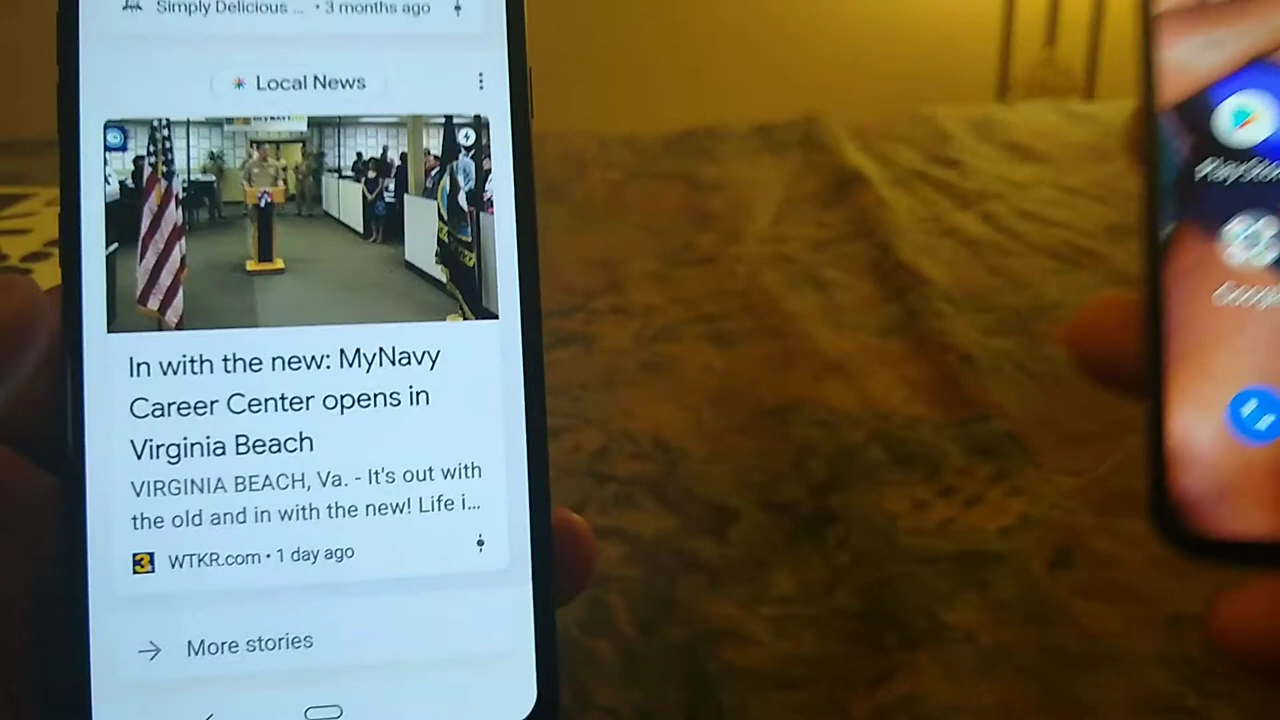 Simply Delicious ... • 3 months ago
Local News
In with the new: MyNavy
Career Center opens in
Virginia Beach
VIRGINIA BEACH, Va. - It's out with
the old and in with the new! Life i...
3 WTKR.com • 1 day ago
More stories